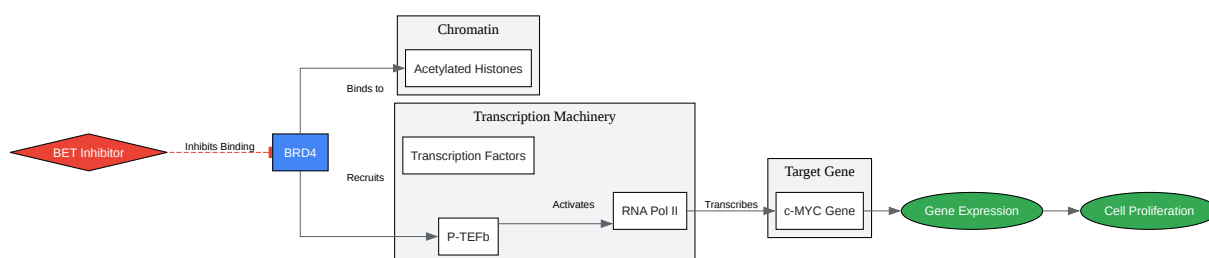 Chromatin
Acetylated Histones
Binds to
Transcription Machinery
BET Inhibitor
Inhibits Binding
BRD4
Transcription Factors
Recruits
Target Gene
Activates
RNA Pol II
Transcribes
c-MYC Gene
Gene Expression
Cell Proliferation
P-TEFb